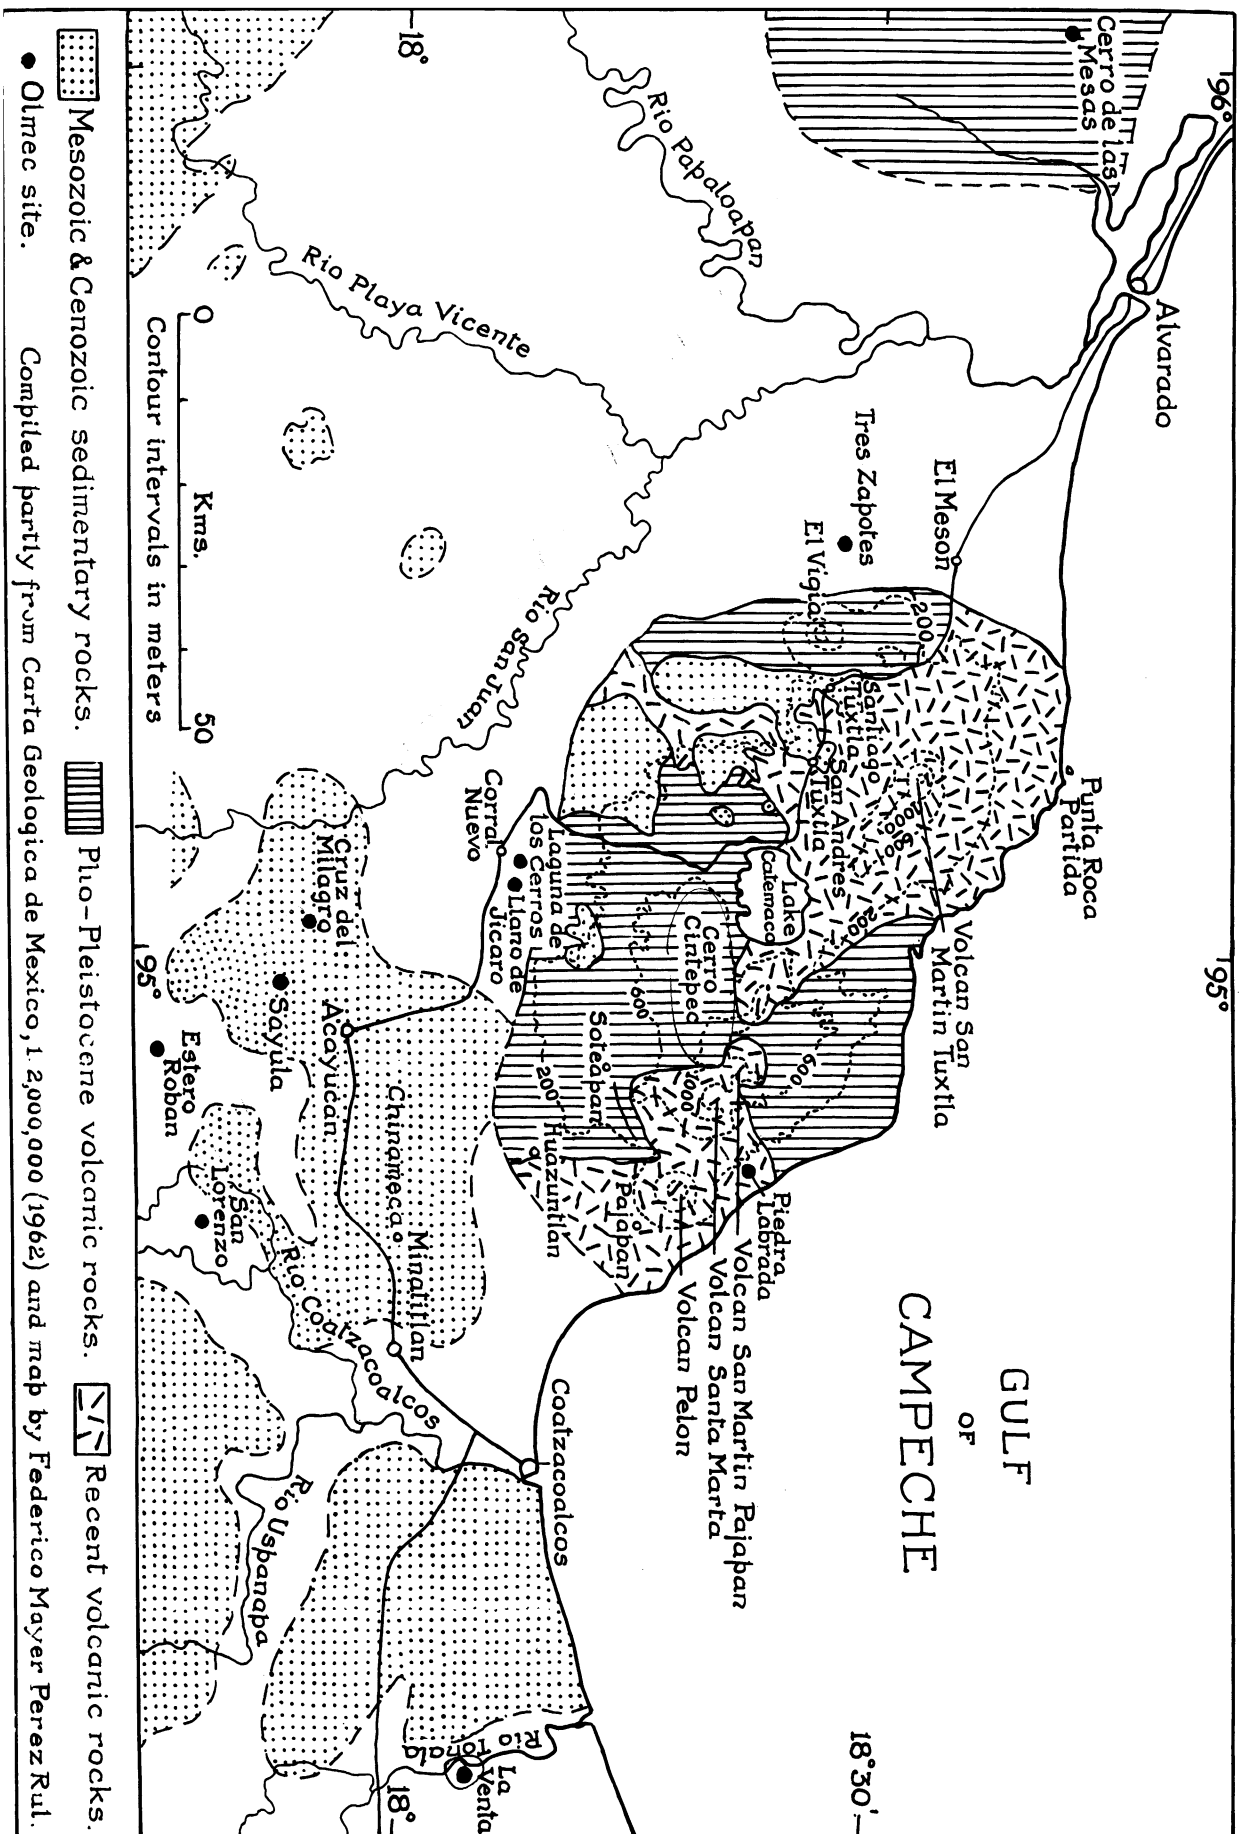 96°
95°
Alvarado
Cerro de las
Mesas
Punta Roca
Partida
GULF
OF
CAMPECHE
18°30'
El Meson
Tres Zapotes
El Vigia
200
Santiago
Tuxtla
San Andres
Tuxtla
1000
Volcan San
Martin Tuxtla
200
Lake
Catemaco
Cerro
Cintepec
600
600
1000
Piedra
Labrada
Volcan San Martin Pajapan
Volcan Santa Marta
Volcan Pelon
Pajapan
Soteapan
200
Huazuntlan
Rio Papaloapan
Rio Playa Vicente
Rio San Juan
Laguna de
los Cerros
Llano de
Jicaro
Corral
Nuevo
Coatzacoalcos
18°
18°
Minatitlan
Chinameca
Acayucan
Cruz del
Milagro
Sayula
Estero
Roban
San
Lorenzo
Rio Coatzacoalcos
Rio Uspanapa
Rio Tonala
La
Venta
95°
0
Kms.
50
Contour intervals in meters
Mesozoic & Cenozoic sedimentary rocks.
Plio-Pleistocene volcanic rocks.
Recent volcanic rocks.
Olmec site.
Compiled partly from Carta Geologica de Mexico, 1: 2,000,000 (1962) and map by Federico Mayer Perez Rul.